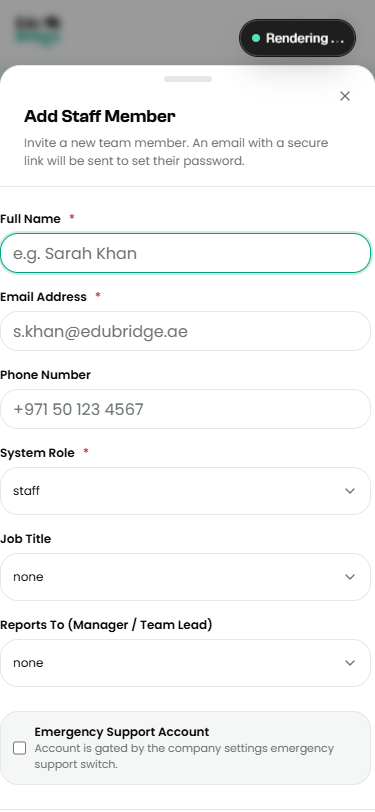 Rendering...
Add Staff Member
Invite a new team member. An email with a secure
link will be sent to set their password.
Full Name *
e.g. Sarah Khan
Email Address *
s.khan@edubridge.ae
Phone Number
+971 50 123 4567
System Role *
staff
Job Title
none
Reports To (Manager / Team Lead)
none
Emergency Support Account
Account is gated by the company settings emergency
support switch.